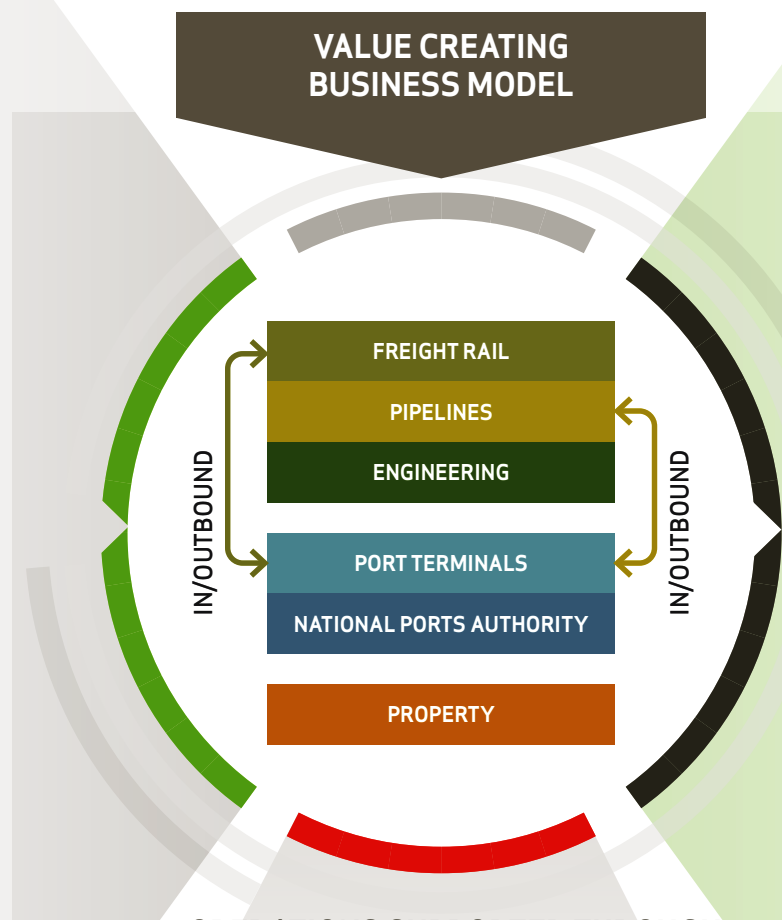 VALUE CREATING
BUSINESS MODEL
FREIGHT RAIL
PIPELINES
ENGINEERING
IN/OUTBOUND
IN/OUTBOUND
PORT TERMINALS
NATIONAL PORTS AUTHORITY
PROPERTY